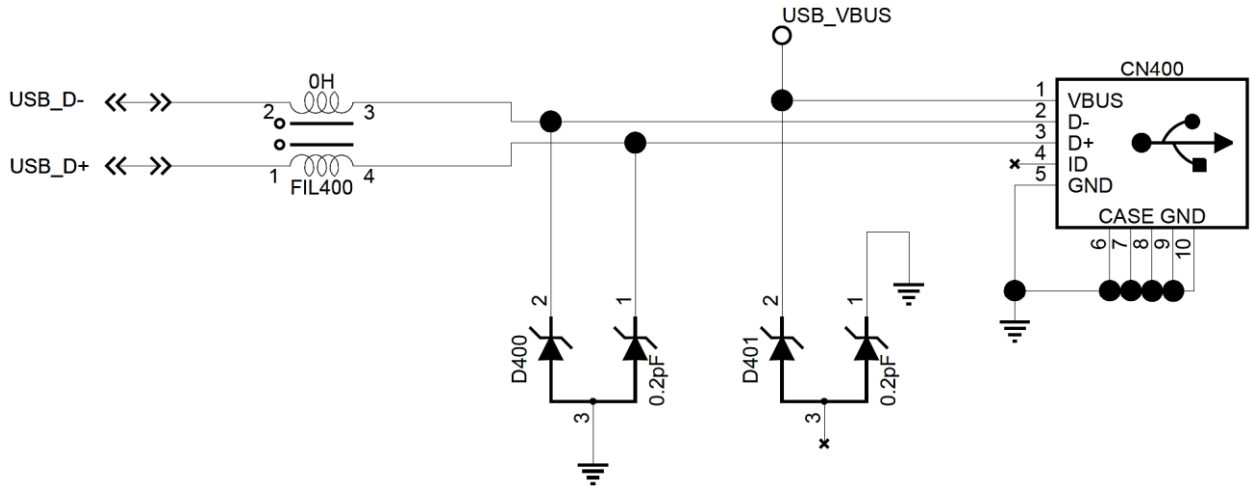 USB_VBUS
CN400
0H
USB_D-
2
3
1
VBUS
2
D-
3
D+
4
ID
5
GND
USB_D+
1
4
FIL400
CASE GND
6
7
8
9
10
2
1
2
1
D400
0.2pF
D401
0.2pF
3
3